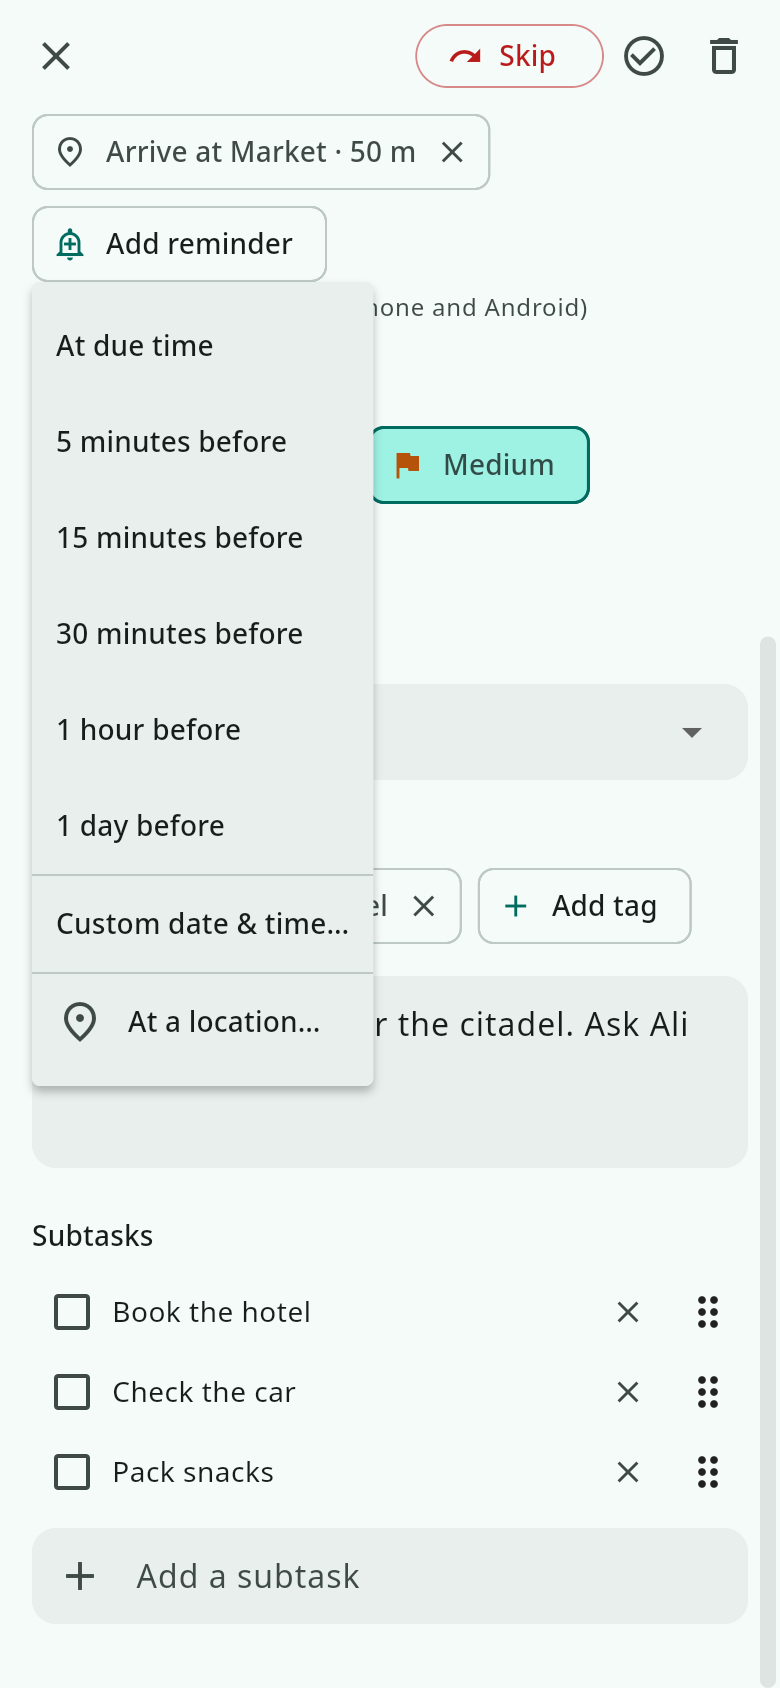 Skip
Arrive at Market · 50 m
Add reminder
and Android)
At due time
5 minutes before
Medium
15 minutes before
30 minutes before
1 hour before
1 day before
Add tag
Custom date & time...
the citadel. Ask Ali
At a location...
Subtasks
Book the hotel
Check the car
Pack snacks
Add a subtask